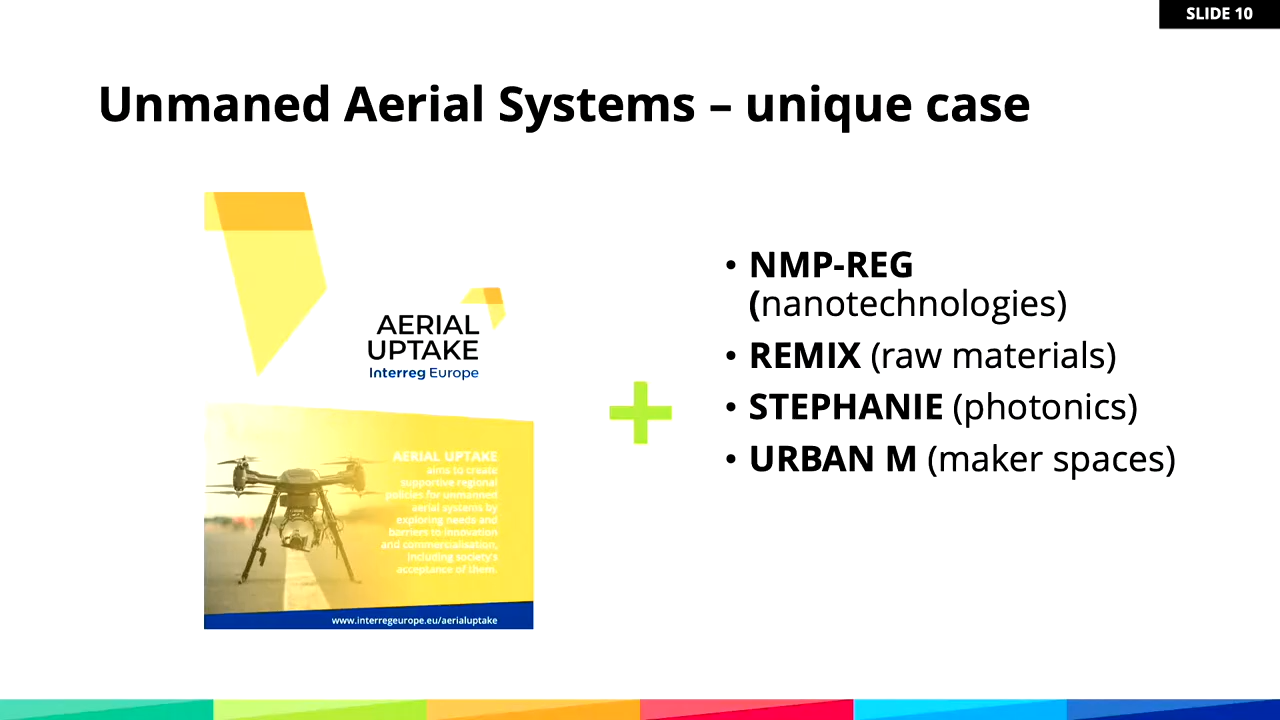 SLIDE 10
Unmaned Aerial Systems – unique case
AERIAL
UPTAKE
Interreg Europe
AERIAL UPTAKE
aims to create
supportive regional
policies for unmanned
aerial systems by
exploring needs and
barriers to innovation
and commercialisation,
including society's
acceptance of them.
www.interregeurope.eu/aerialuptake
+
• NMP-REG
(nanotechnologies)
• REMIX (raw materials)
• STEPHANIE (photonics)
• URBAN M (maker spaces)